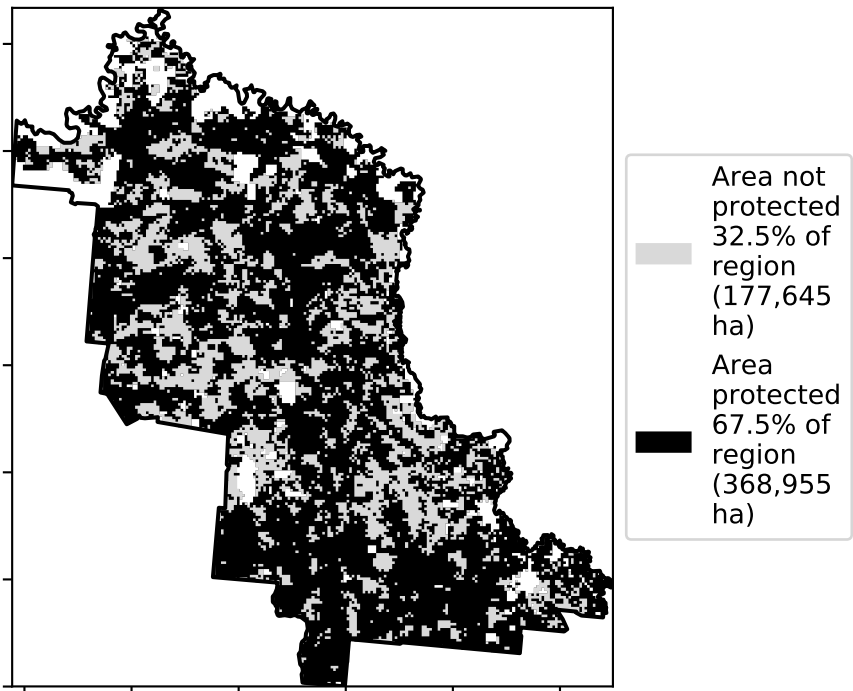 Area not
protected
32.5% of
region
(177,645
ha)
Area
protected
67.5% of
region
(368,955
ha)